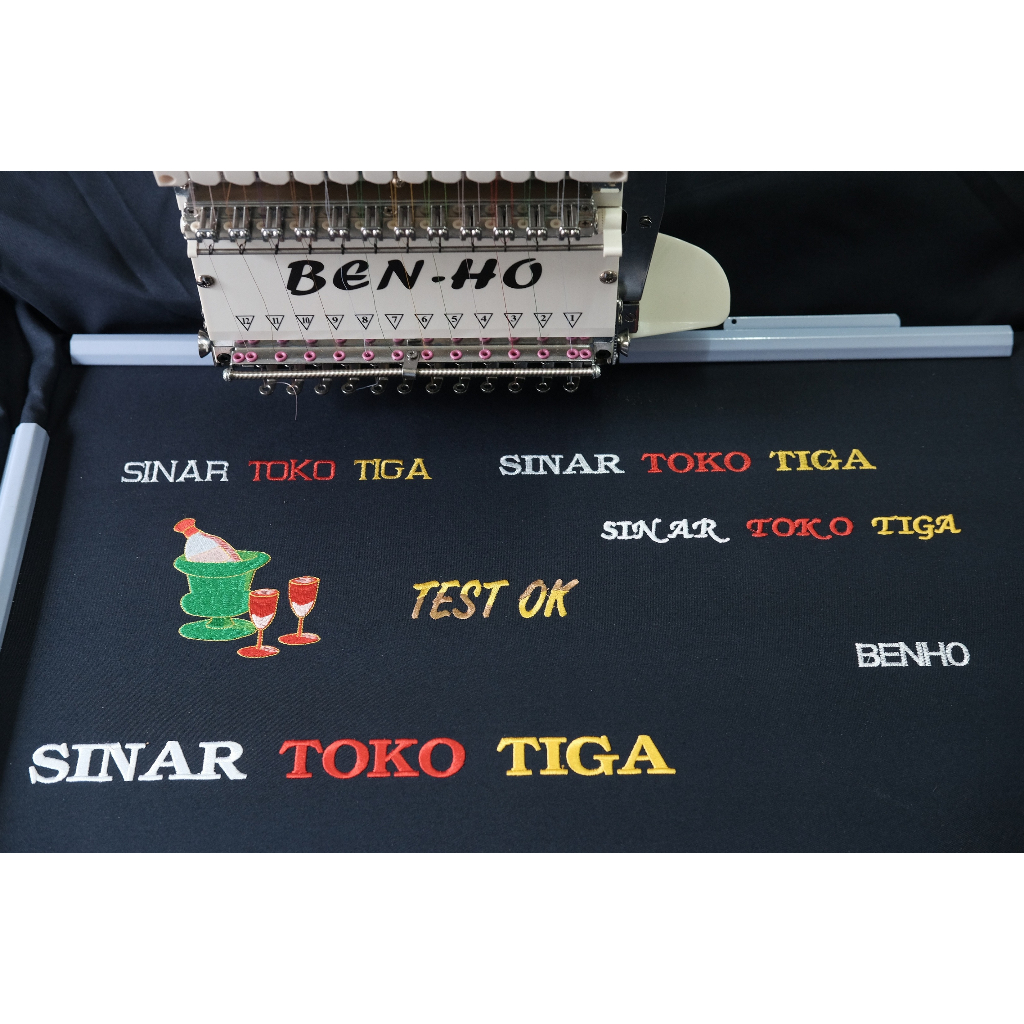 BEN-HO
12 11 10 9 8 7 6 5 4 3 2 1
SINAR TOKO TIGA
SINAR TOKO TIGA
SINAR TOKO TIGA
TEST OK
BENHO
SINAR TOKO TIGA